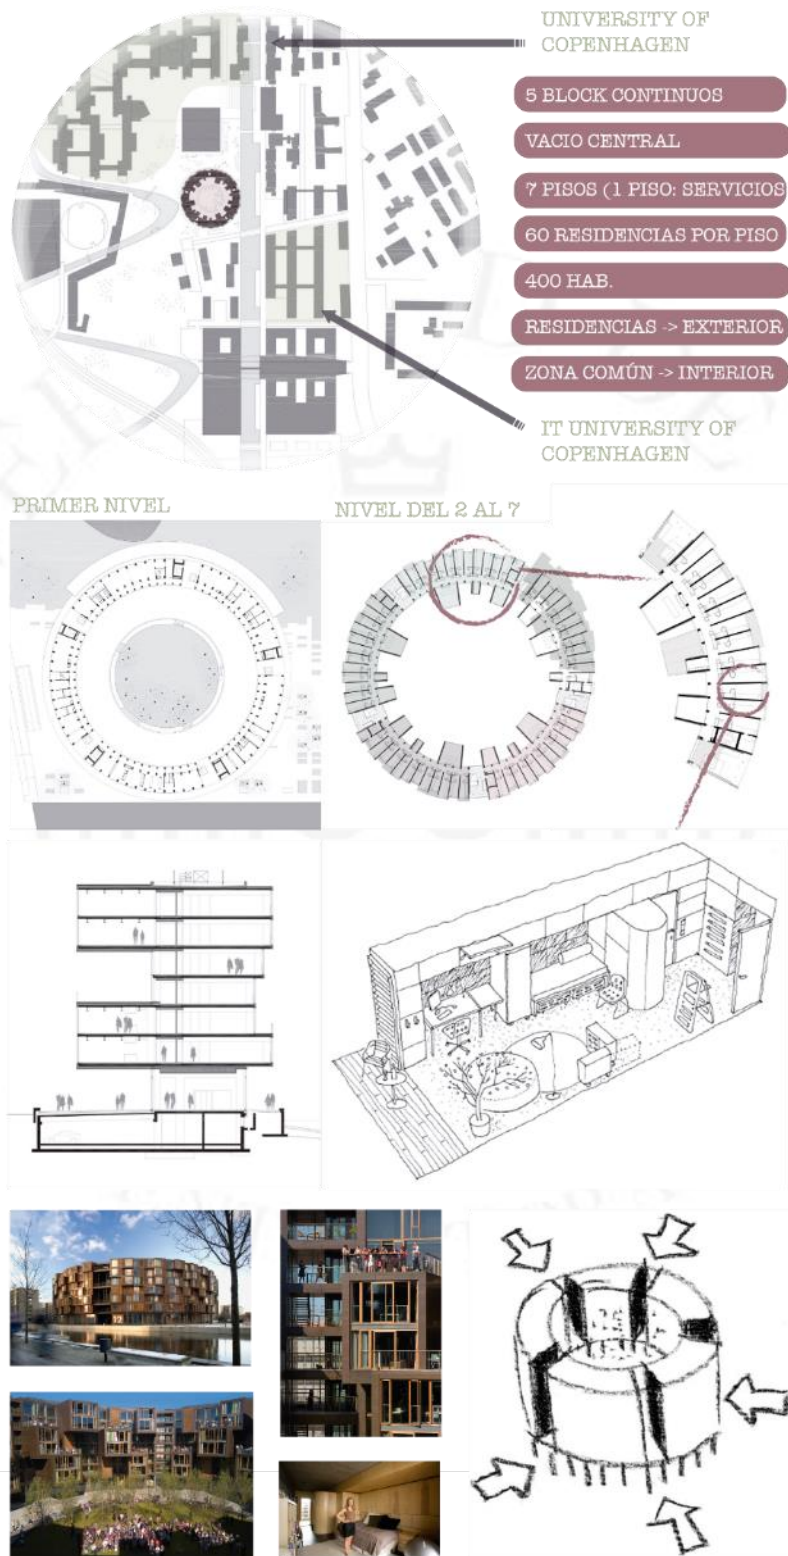 UNIVERSITY OF
COPENHAGEN
5 BLOCK CONTINUOS
VACIO CENTRAL
7 PISOS (1 PISO: SERVICIOS
60 RESIDENCIAS POR PISO
400 HAB.
RESIDENCIAS -> EXTERIOR
ZONA COMÚN -> INTERIOR
IT UNIVERSITY OF
COPENHAGEN
PRIMER NIVEL
NIVEL DEL 2 AL 7